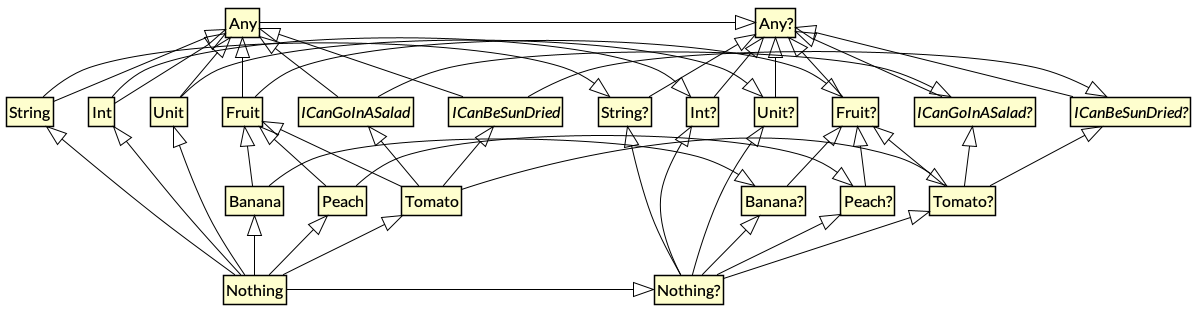 Any
Any?
String
Int
Unit
Fruit
ICanGoInASalad
ICanBeSunDried
String?
Int?
Unit?
Fruit?
ICanGoInASalad?
ICanBeSunDried?
Banana
Peach
Tomato
Banana?
Peach?
Tomato?
Nothing
Nothing?